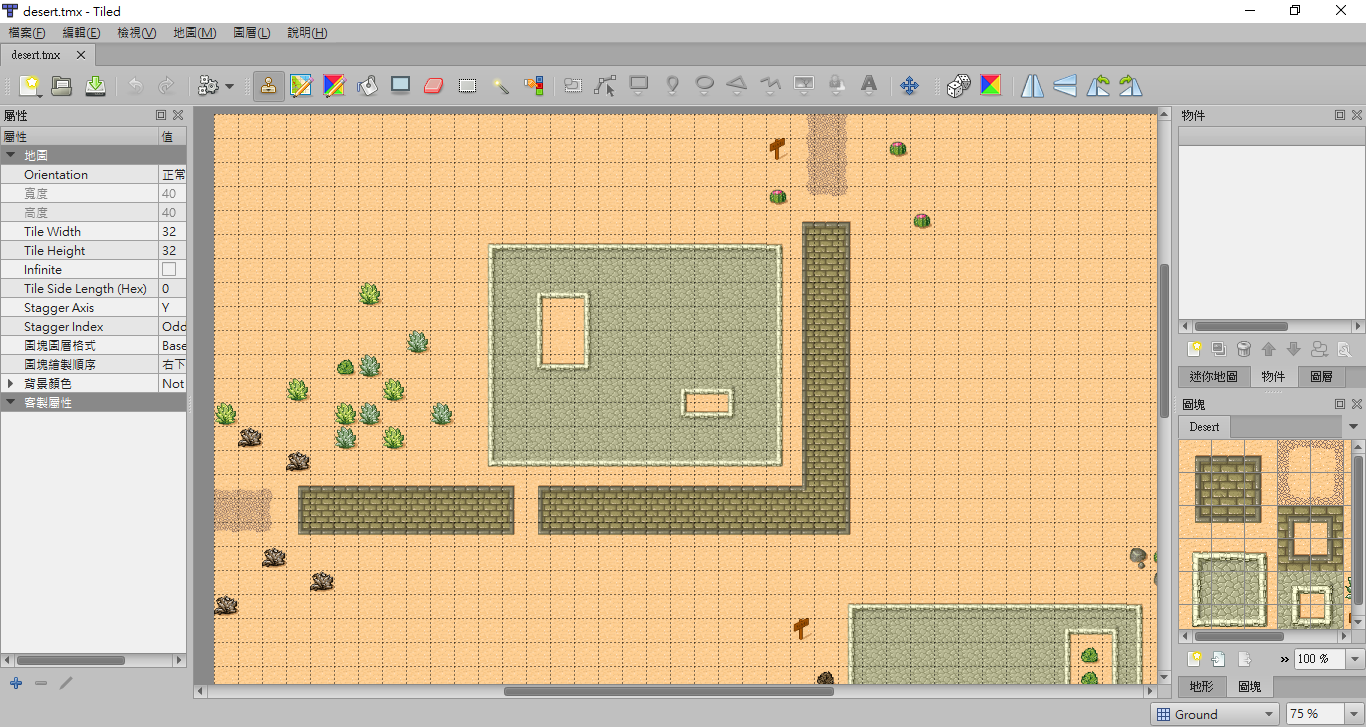 desert.tmx - Tiled
檔案(F) 編輯(E) 檢視(V) 地圖(M) 圖層(L) 說明(H)
desert.tmx
屬性
屬性 值
地圖
Orientation 正常
寬度 40
高度 40
Tile Width 32
Tile Height 32
Infinite
Tile Side Length (Hex) 0
Stagger Axis Y
Stagger Index Odd
圖塊圖層格式 Base
圖塊繪製順序 右下
背景顏色 Not
客製屬性
物件
迷你地圖 物件 圖層
圖塊
Desert
» 100 %
地形 圖塊
Ground 75 %